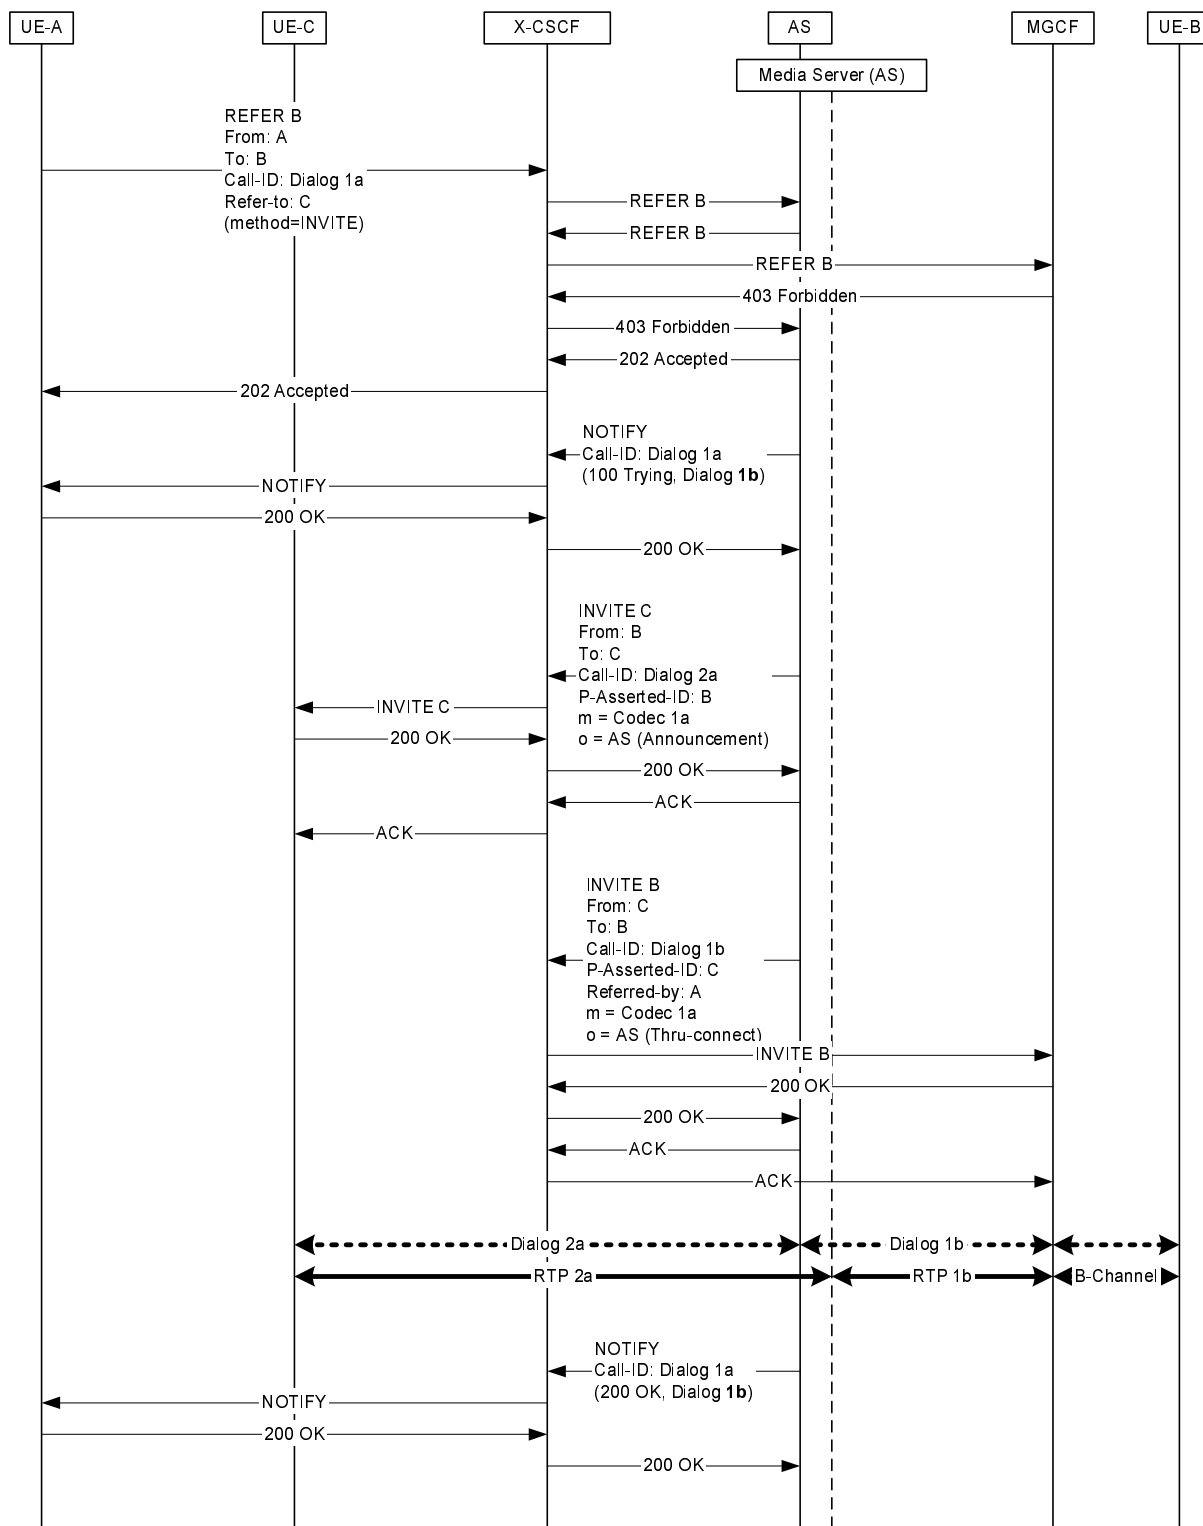 UE-A
UE-C
X-CSCF
AS
MGCF
UE-B
Media Server (AS)
REFER B
From: A
To: B
Call-ID: Dialog 1a
Refer-to: C
(method=INVITE)
REFER B
REFER B
REFER B
403 Forbidden
403 Forbidden
202 Accepted
202 Accepted
NOTIFY
Call-ID: Dialog 1a
(100 Trying, Dialog 1b)
NOTIFY
200 OK
200 OK
INVITE C
From: B
To: C
Call-ID: Dialog 2a
P-Asserted-ID: B
m = Codec 1a
o = AS (Announcement)
INVITE C
200 OK
200 OK
ACK
ACK
INVITE B
From: C
To: B
Call-ID: Dialog 1b
P-Asserted-ID: C
Referred-by: A
m = Codec 1a
o = AS (Thru-connect)
INVITE B
200 OK
200 OK
ACK
ACK
Dialog 2a
Dialog 1b
RTP 2a
RTP 1b
B-Channel
NOTIFY
Call-ID: Dialog 1a
(200 OK, Dialog 1b)
NOTIFY
200 OK
200 OK